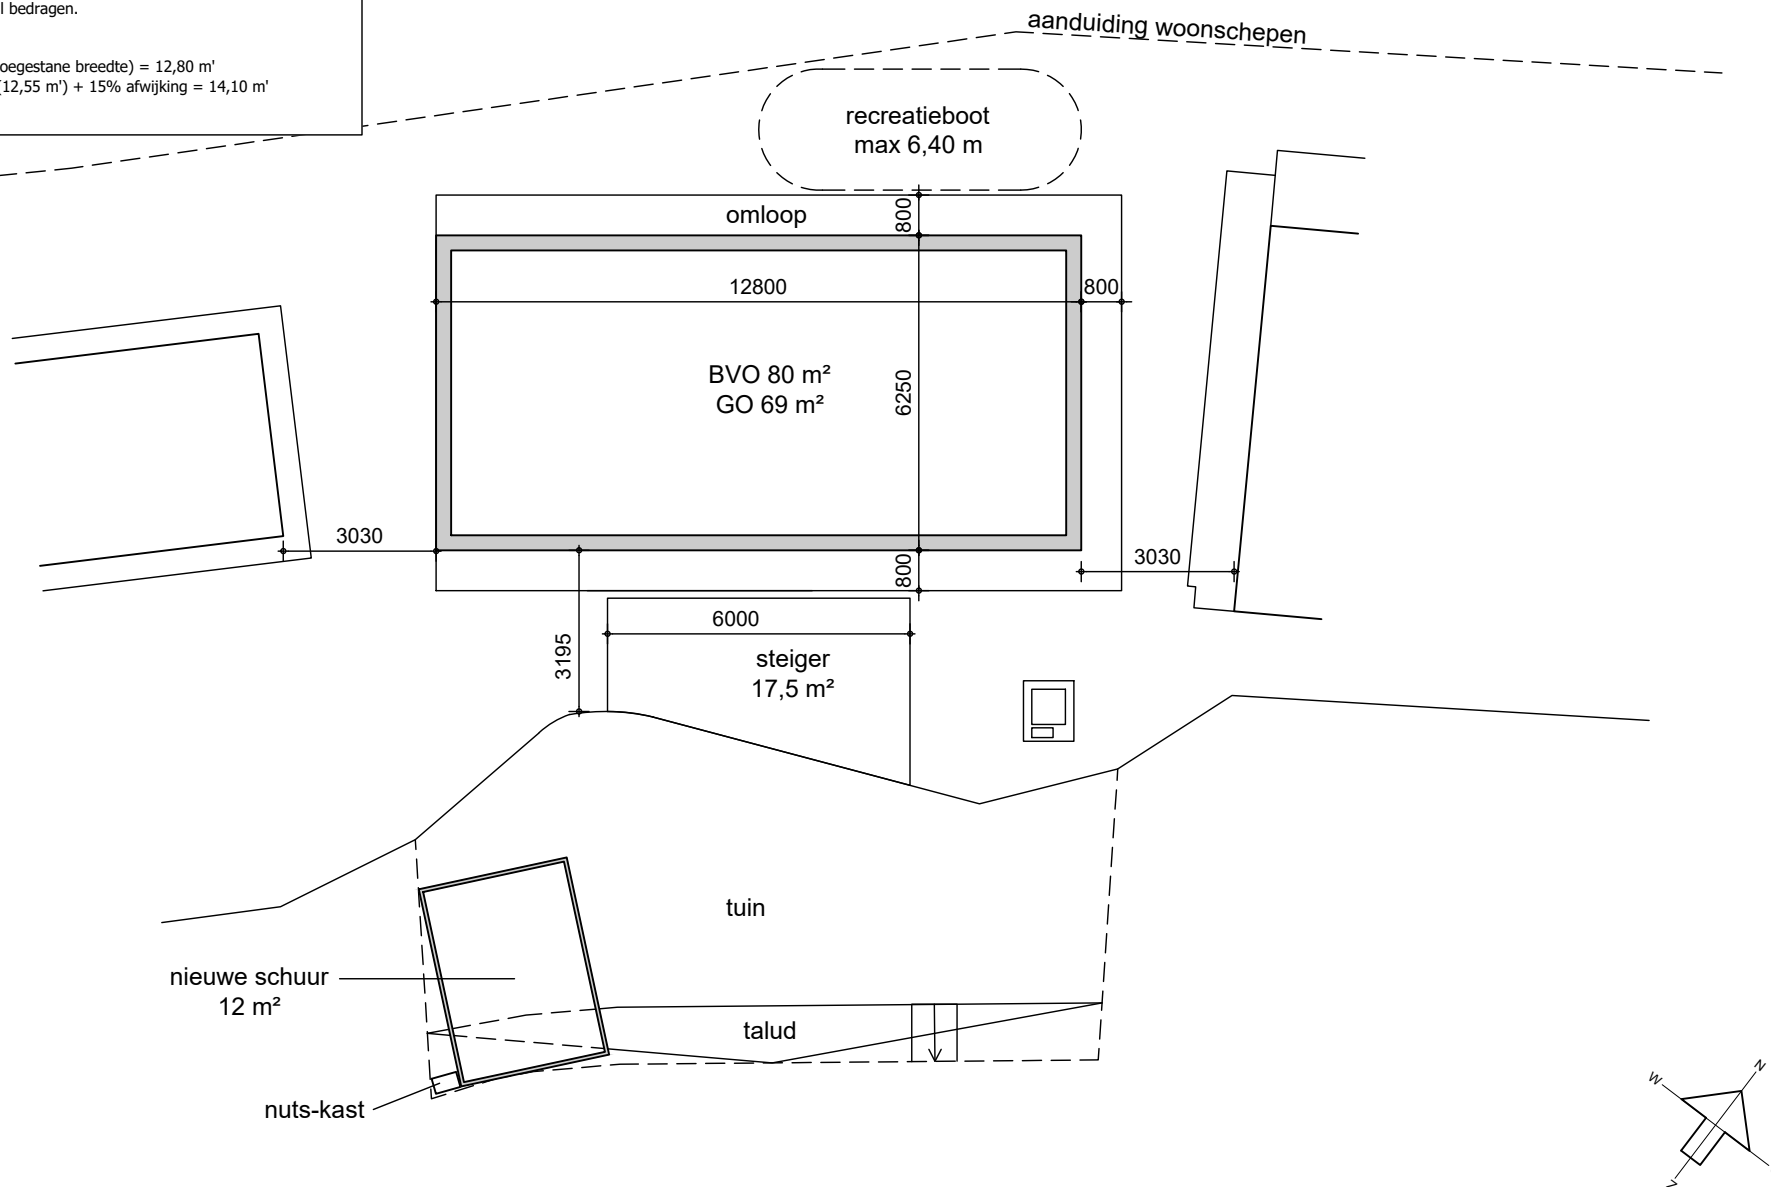 l bedragen.
oegestane breedte) = 12,80 m'
(12,55 m') + 15% afwijking = 14,10 m'
aanduiding woonschepen
recreatieboot
max 6,40 m
omloop
800
12800
800
BVO 80 m²
GO 69 m²
6250
3030
800
3030
6000
3195
steiger
17,5 m²
tuin
nieuwe schuur
12 m²
talud
nuts-kast
W
N
Z